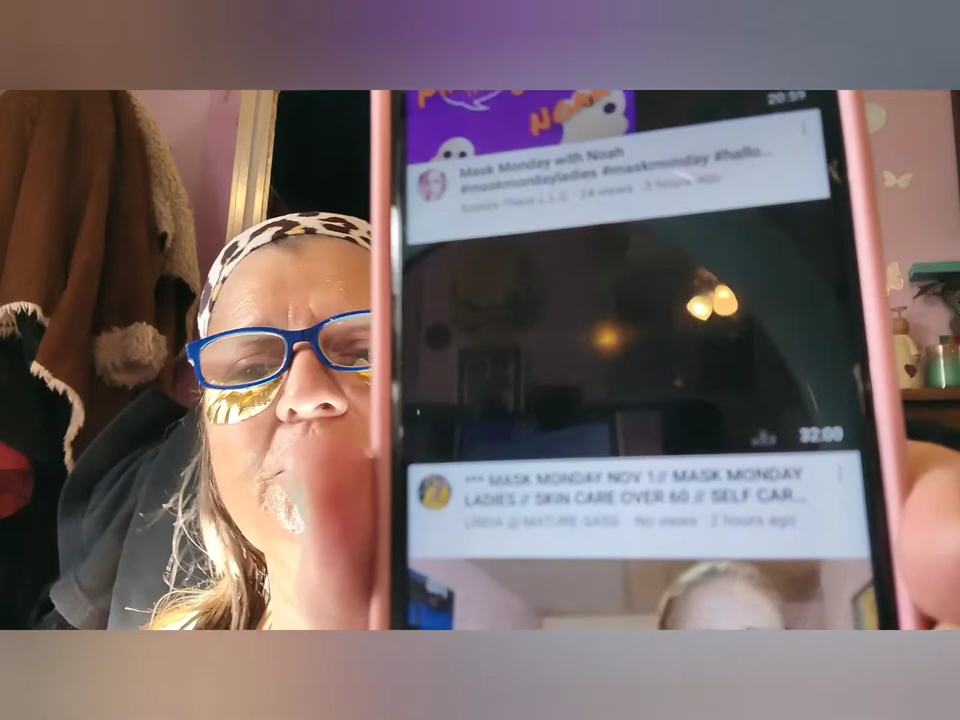 20:59
Mask Monday with Noah
#maskmondayladies #maskmonday #hallo...
24 views · 3 hours ago
32:00
*** MASK MONDAY NOV 1// MASK MONDAY
LADIES // SKIN CARE OVER 60 // SELF CAR...
LINDA @ MATURE SASS · No views · 2 hours ago